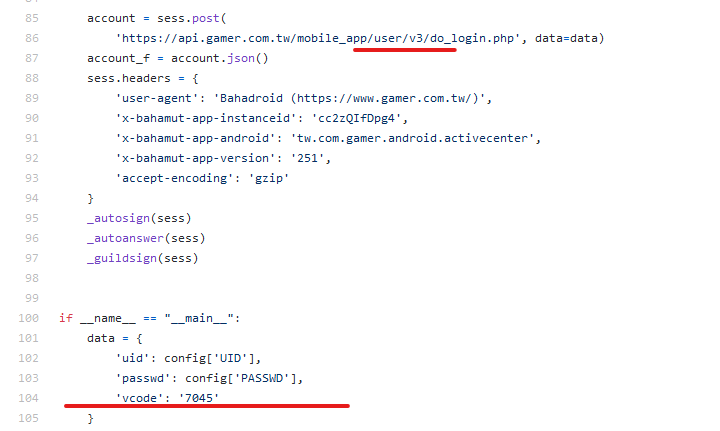 85 account = sess.post(
86 'https://api.gamer.com.tw/mobile_app/user/v3/do_login.php', data=data)
87 account_f = account.json()
88 sess.headers = {
89 'user-agent': 'Bahadroid (https://www.gamer.com.tw/)',
90 'x-bahamut-app-instanceid': 'cc2zQIfDpg4',
91 'x-bahamut-app-android': 'tw.com.gamer.android.activecenter',
92 'x-bahamut-app-version': '251',
93 'accept-encoding': 'gzip'
94 }
95 _autosign(sess)
96 _autoanswer(sess)
97 _guildsign(sess)
98
99
100 if __name__ == "__main__":
101 data = {
102 'uid': config['UID'],
103 'passwd': config['PASSWD'],
104 'vcode': '7045'
105 }